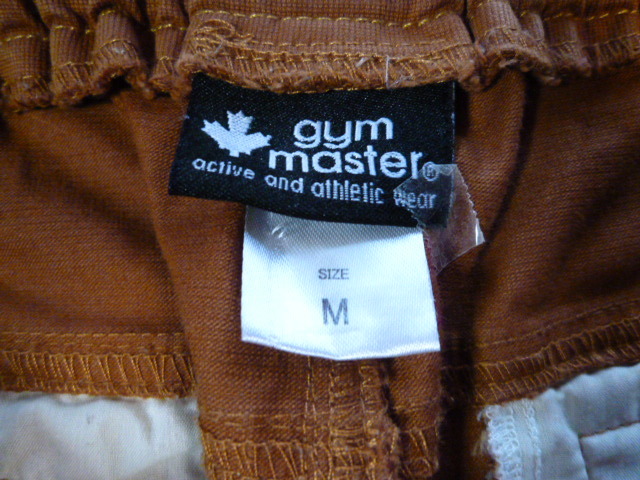 gym
master®
active and athletic wear
SIZE
M